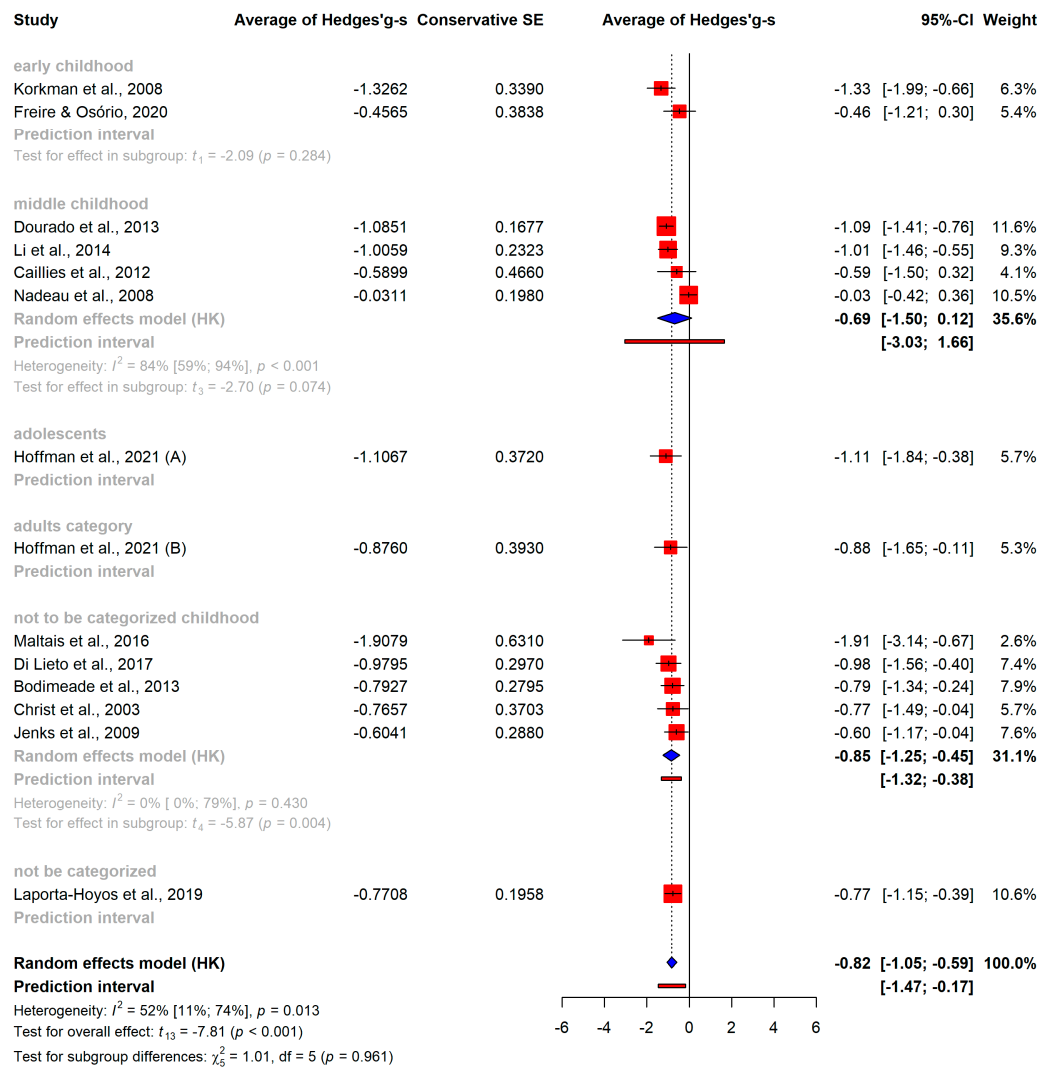 Study Average of Hedges'g-s Conservative SE Average of Hedges'g-s 95%-CI Weight
early childhood
Korkman et al., 2008 -1.3262 0.3390 -1.33 [-1.99; -0.66] 6.3%
Freire & Osório, 2020 -0.4565 0.3838 -0.46 [-1.21; 0.30] 5.4%
Prediction interval
Test for effect in subgroup: t₁ = -2.09 (p = 0.284)
middle childhood
Dourado et al., 2013 -1.0851 0.1677 -1.09 [-1.41; -0.76] 11.6%
Li et al., 2014 -1.0059 0.2323 -1.01 [-1.46; -0.55] 9.3%
Caillies et al., 2012 -0.5899 0.4660 -0.59 [-1.50; 0.32] 4.1%
Nadeau et al., 2008 -0.0311 0.1980 -0.03 [-0.42; 0.36] 10.5%
Random effects model (HK) -0.69 [-1.50; 0.12] 35.6%
Prediction interval [-3.03; 1.66]
Heterogeneity: I² = 84% [59%; 94%], p < 0.001
Test for effect in subgroup: t₃ = -2.70 (p = 0.074)
adolescents
Hoffman et al., 2021 (A) -1.1067 0.3720 -1.11 [-1.84; -0.38] 5.7%
Prediction interval
adults category
Hoffman et al., 2021 (B) -0.8760 0.3930 -0.88 [-1.65; -0.11] 5.3%
Prediction interval
not to be categorized childhood
Maltais et al., 2016 -1.9079 0.6310 -1.91 [-3.14; -0.67] 2.6%
Di Lieto et al., 2017 -0.9795 0.2970 -0.98 [-1.56; -0.40] 7.4%
Bodimeade et al., 2013 -0.7927 0.2795 -0.79 [-1.34; -0.24] 7.9%
Christ et al., 2003 -0.7657 0.3703 -0.77 [-1.49; -0.04] 5.7%
Jenks et al., 2009 -0.6041 0.2880 -0.60 [-1.17; -0.04] 7.6%
Random effects model (HK) -0.85 [-1.25; -0.45] 31.1%
Prediction interval [-1.32; -0.38]
Heterogeneity: I² = 0% [ 0%; 79%], p = 0.430
Test for effect in subgroup: t₄ = -5.87 (p = 0.004)
not be categorized
Laporta-Hoyos et al., 2019 -0.7708 0.1958 -0.77 [-1.15; -0.39] 10.6%
Prediction interval
Random effects model (HK) -0.82 [-1.05; -0.59] 100.0%
Prediction interval [-1.47; -0.17]
Heterogeneity: I² = 52% [11%; 74%], p = 0.013
Test for overall effect: t₁₃ = -7.81 (p < 0.001)
Test for subgroup differences: χ²₅ = 1.01, df = 5 (p = 0.961)
-6 -4 -2 0 2 4 6